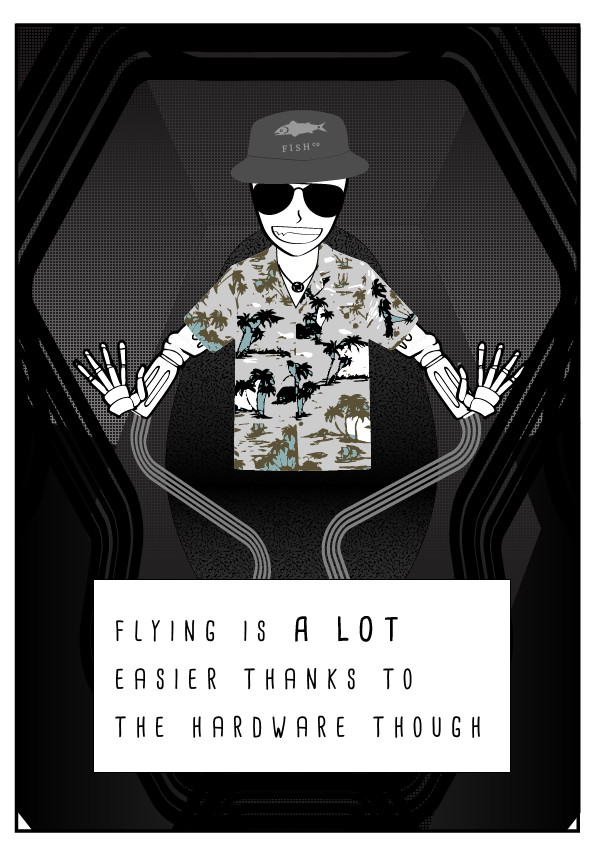 FISH co
FLYING IS A LOT
EASIER THANKS TO
THE HARDWARE THOUGH